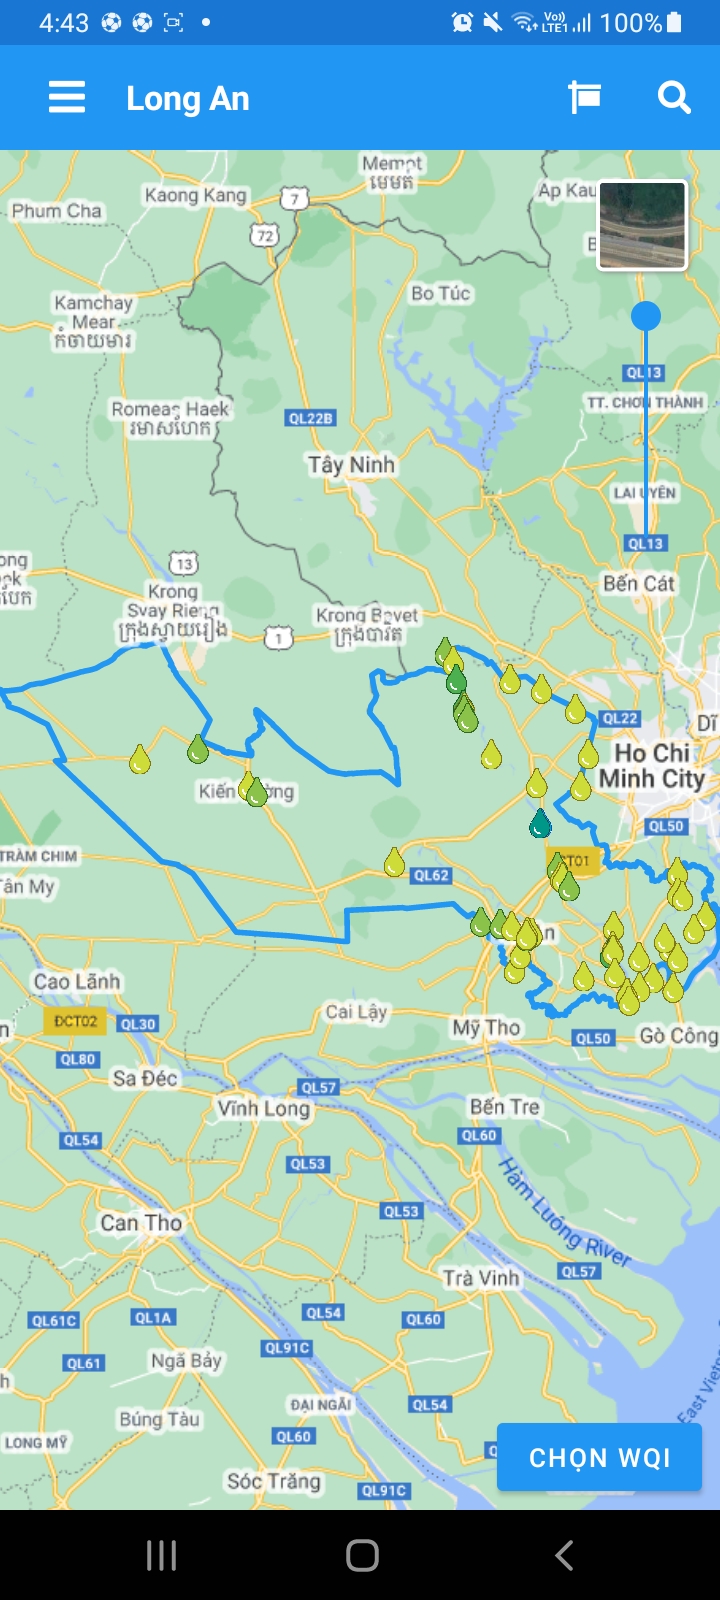 4:43
Vo)) LTE1 100%
Long An
Memot
មេមត់
Kaong Kang
7
Ap Kau
Phum Cha
72
B
Bo Túc
Kamchay
Mear
កំចាយមារ
QL13
TT. CHƠN THÀNH
Romeas Haek
រមាសហែក
QL22B
Tây Ninh
LAI UYÊN
QL13
ong
13
Bến Cát
Krong
Svay Rieng
ក្រុងស្វាយរៀង
Krong Bavet
ក្រុងបាវិត
1
QL22
Dĩ
Ho Chi
Minh City
Kiến Tường
QL50
TRÀM CHIM
CT01
Tân My
QL62
An
Cao Lãnh
Cai Lậy
ĐCT02
QL30
Mỹ Tho
QL50
Gò Công
QL80
Sa Đéc
QL57
Vĩnh Long
Bến Tre
QL60
QL54
QL53
Hàm Luông River
QL53
Can Tho
QL57
Trà Vinh
QL54
QL60
QL61C
QL1A
QL91C
QL61
Ngã Bảy
East Vietn
ĐẠI NGÃI
QL54
Búng Tàu
QL60
LONG MỸ
CHỌN WQI
Sóc Trăng
QL91C